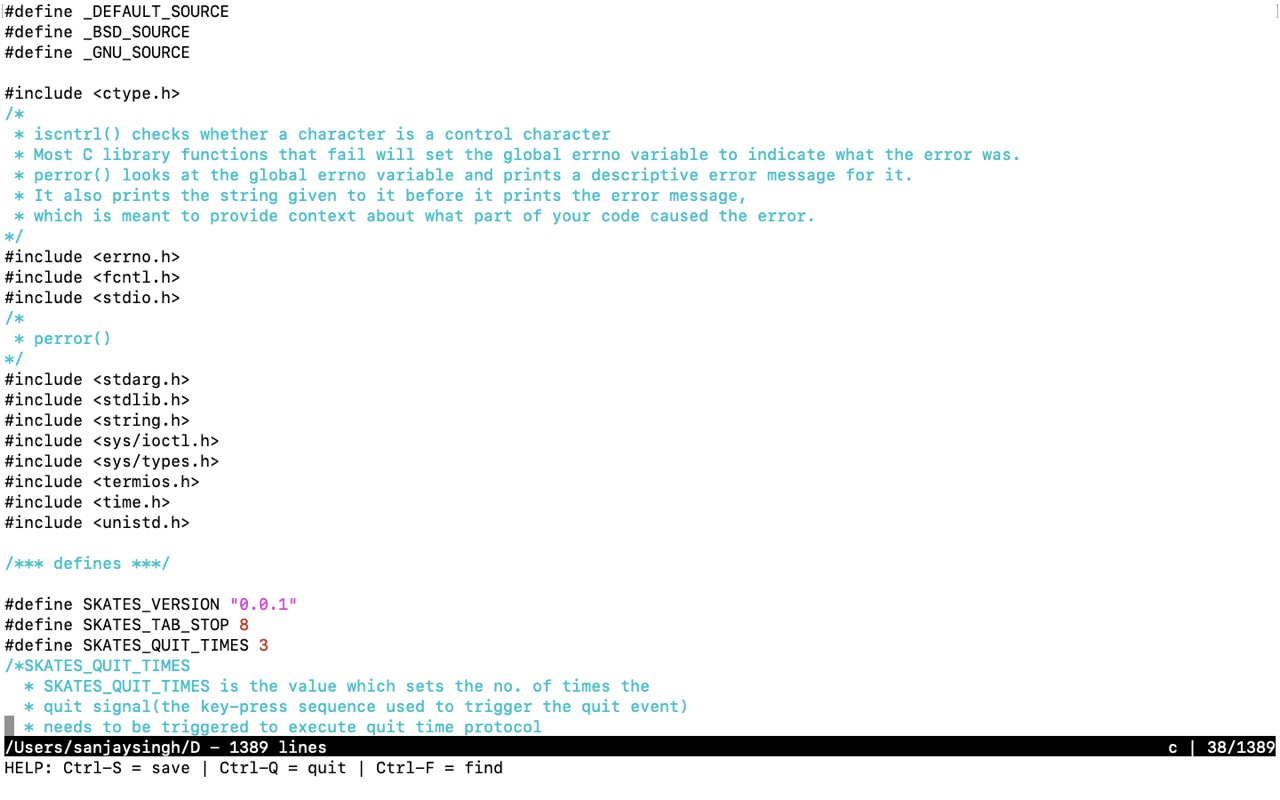 #define _DEFAULT_SOURCE
#define _BSD_SOURCE
#define _GNU_SOURCE

#include <ctype.h>
/*
 * iscntrl() checks whether a character is a control character
 * Most C library functions that fail will set the global errno variable to indicate what the error was.
 * perror() looks at the global errno variable and prints a descriptive error message for it.
 * It also prints the string given to it before it prints the error message,
 * which is meant to provide context about what part of your code caused the error.
*/
#include <errno.h>
#include <fcntl.h>
#include <stdio.h>
/*
 * perror()
*/
#include <stdarg.h>
#include <stdlib.h>
#include <string.h>
#include <sys/ioctl.h>
#include <sys/types.h>
#include <termios.h>
#include <time.h>
#include <unistd.h>

/*** defines ***/

#define SKATES_VERSION "0.0.1"
#define SKATES_TAB_STOP 8
#define SKATES_QUIT_TIMES 3
/*SKATES_QUIT_TIMES
  * SKATES_QUIT_TIMES is the value which sets the no. of times the
  * quit signal(the key-press sequence used to trigger the quit event)
  * needs to be triggered to execute quit time protocol
/Users/sanjaysingh/D - 1389 lines c | 38/1389
HELP: Ctrl-S = save | Ctrl-Q = quit | Ctrl-F = find